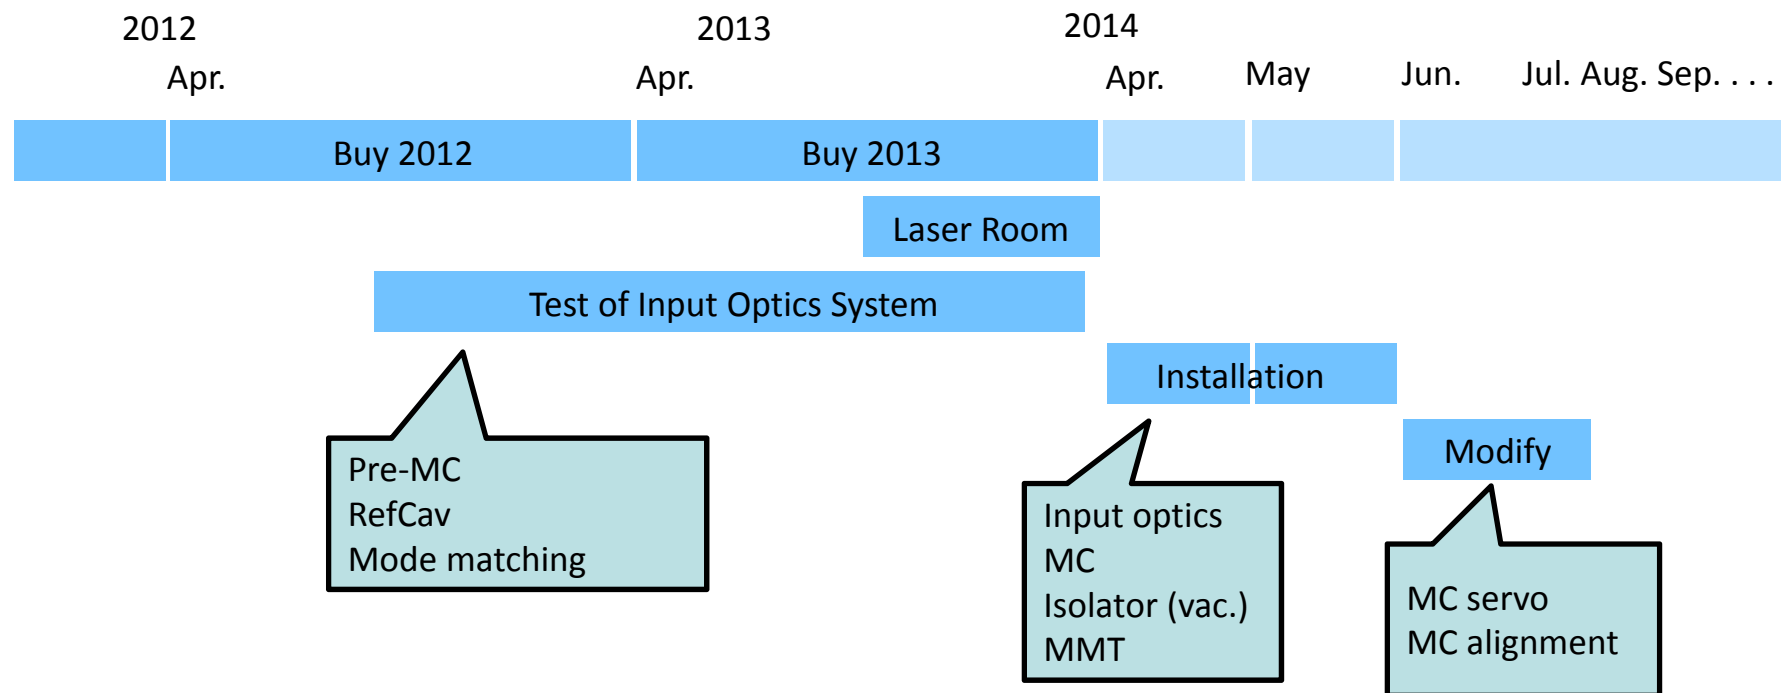 2012 2013 2014
Apr. Apr. Apr. May Jun. Jul. Aug. Sep. . . .
Buy 2012 Buy 2013
Laser Room
Test of Input Optics System
Installation
Modify
Pre-MC
RefCav
Mode matching
Input optics
MC
Isolator (vac.)
MMT
MC servo
MC alignment